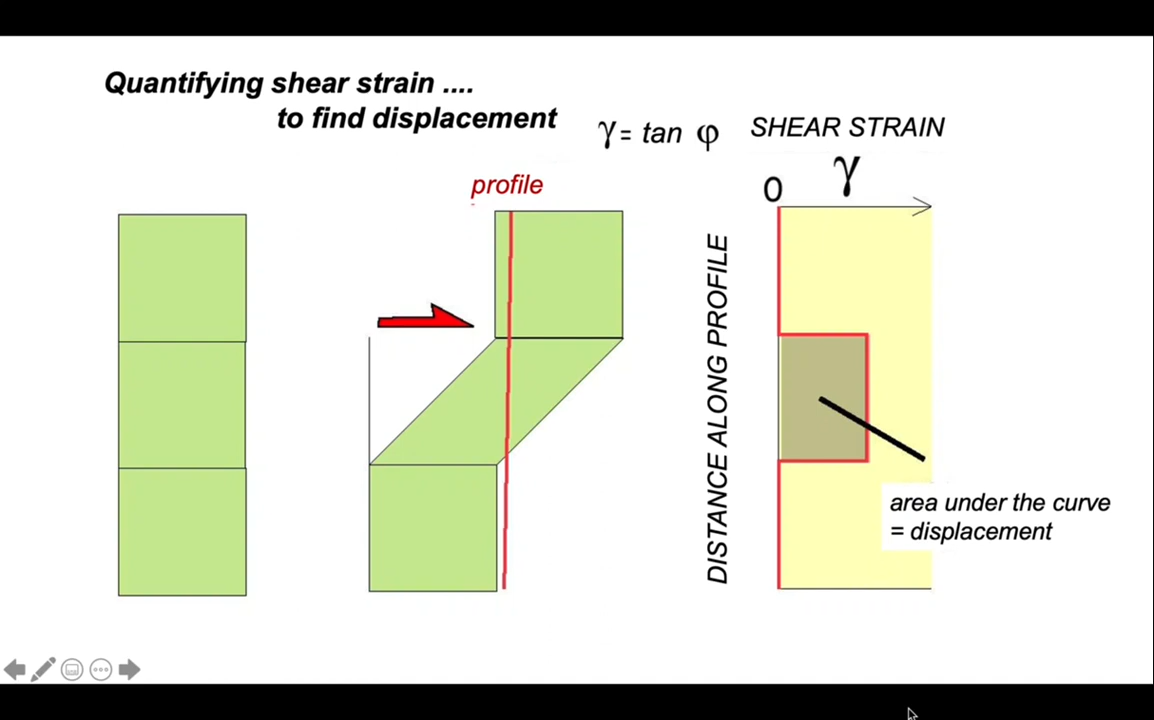 Quantifying shear strain ....
to find displacement
γ= tan φ
SHEAR STRAIN
γ
0
profile
DISTANCE ALONG PROFILE
area under the curve
= displacement